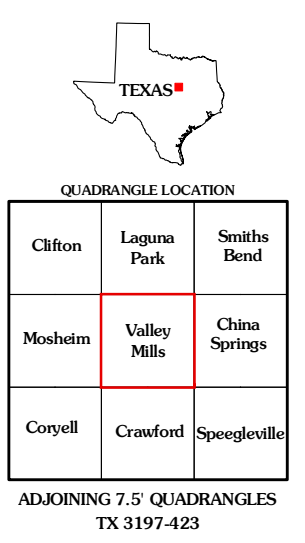 TEXAS
QUADRANGLE LOCATION
Clifton
Laguna
Park
Smiths
Bend
Mosheim
Valley
Mills
China
Springs
Coryell
Crawford
Speegleville
ADJOINING 7.5' QUADRANGLES
TX 3197-423